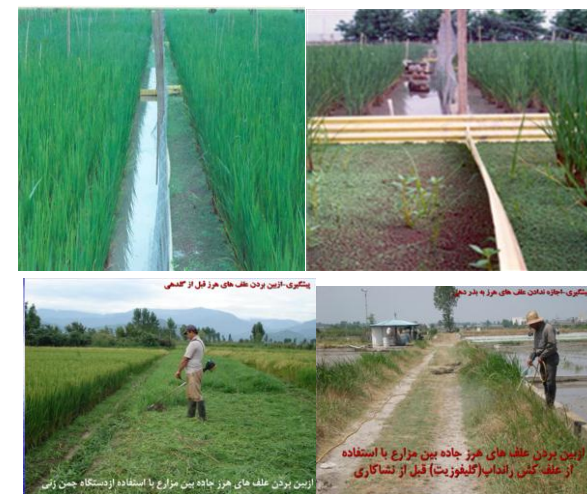 پیشگیری-ازبین بردن علف های هرز قبل از گلدهی
ازبین بردن علف های هرز جاده بین مزارع با استفاده ازدستگاه چمن زنی
پیشگیری-اجازه ندادن علف های هرز به بذر دهی
ازبین بردن علف های هرز جاده بین مزارع با استفاده
از علف کش رانداپ(گلیفوزیت) قبل از نشاکاری